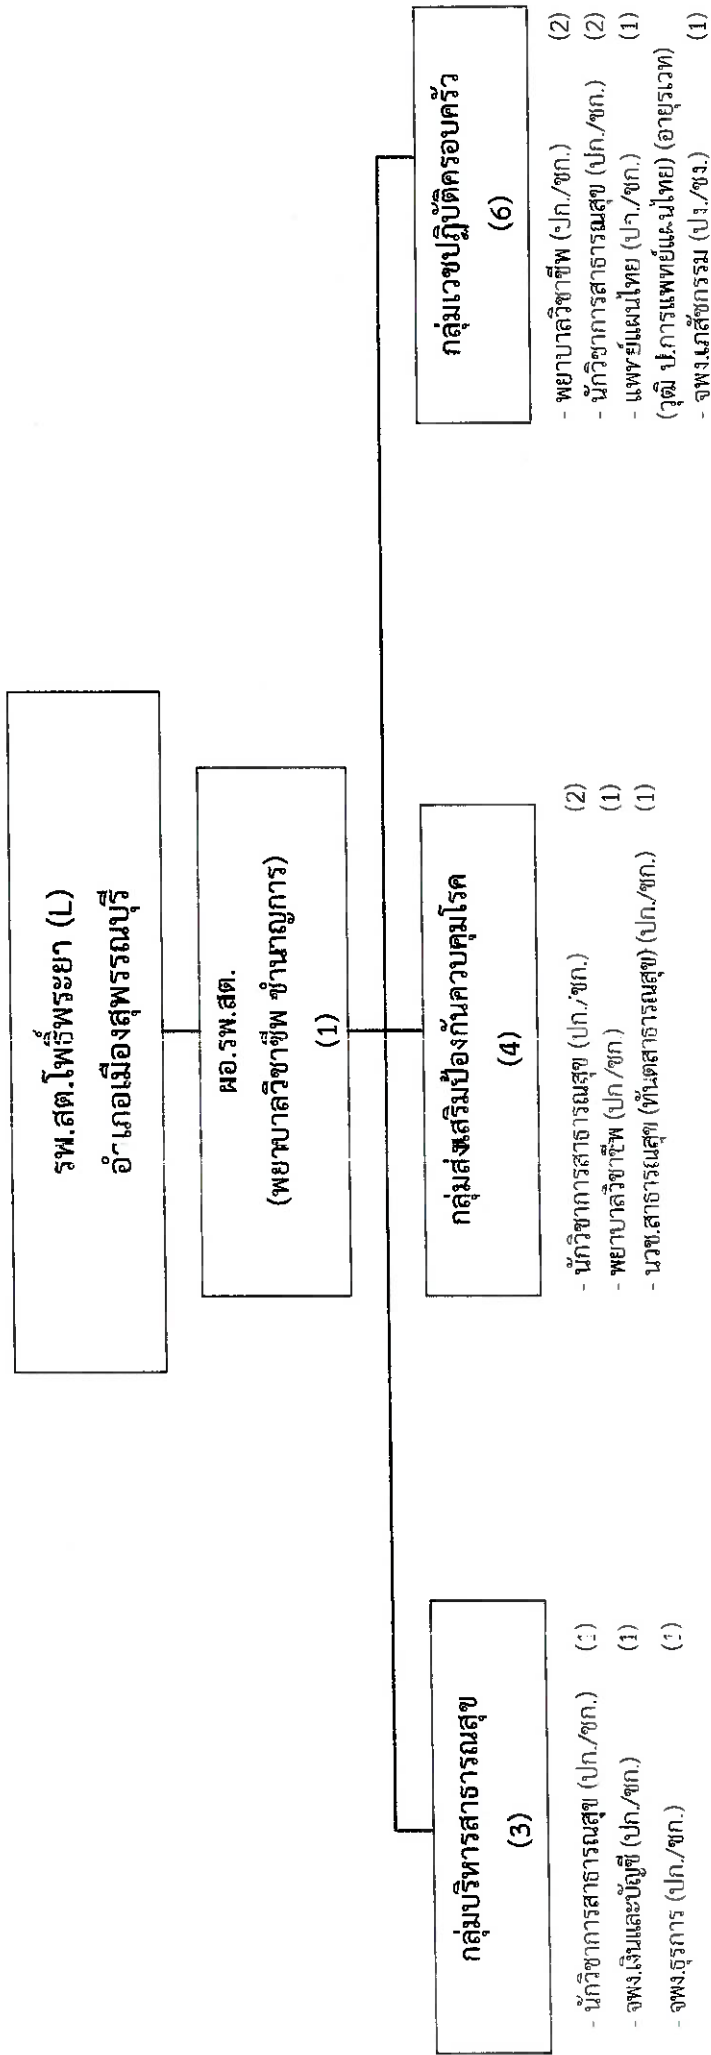 รพ.สต.โพธิ์พระยา (L)
อำเภอเมืองสุพรรณบุรี
ผอ.รพ.สต.
(พยาบาลวิชาชีพ ชำนาญการ)
(1)
กลุ่มบริหารสาธารณสุข
(3)
- นักวิชาการสาธารณสุข (ปก./ชก.) (1)
- จพง.เงินและบัญชี (ปก./ชก.) (1)
- จพง.ธุรการ (ปก./ชก.) (1)
กลุ่มส่งเสริมป้องกันควบคุมโรค
(4)
- นักวิชาการสาธารณสุข (ปก./ชก.) (2)
- พยาบาลวิชาชีพ (ปก./ชก.) (1)
- นวช.สาธารณสุข (ทันตสาธารณสุข) (ปก./ชก.) (1)
กลุ่มเวชปฏิบัติครอบครัว
(6)
- พยาบาลวิชาชีพ (ปก./ชก.) (2)
- นักวิชาการสาธารณสุข (ปก./ชก.) (2)
- แพทย์แผนไทย (ปก./ชก.) (1)
(วุฒิ ป.การแพทย์แผนไทย) (อายุรเวท)
- จพง.เภสัชกรรม (ปง./ชง.) (1)